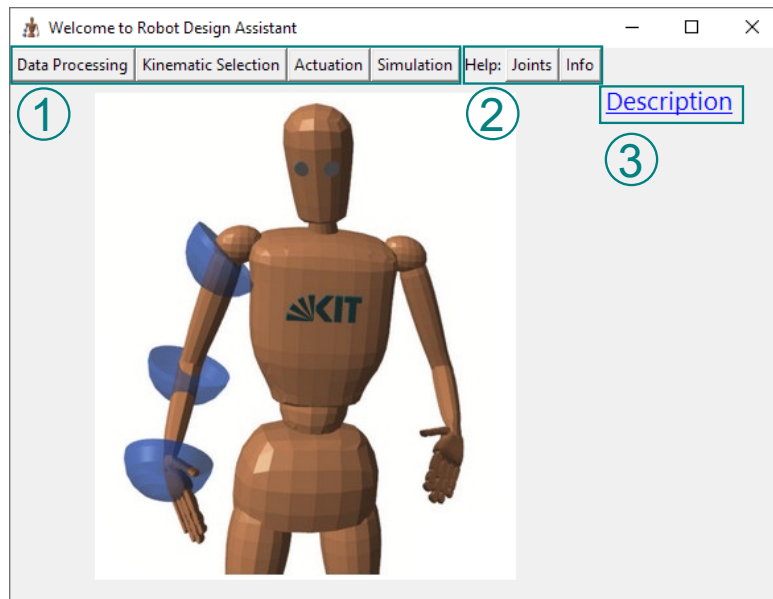 Welcome to Robot Design Assistant
Data Processing Kinematic Selection Actuation Simulation Help: Joints Info
1 2 Description
3
KIT